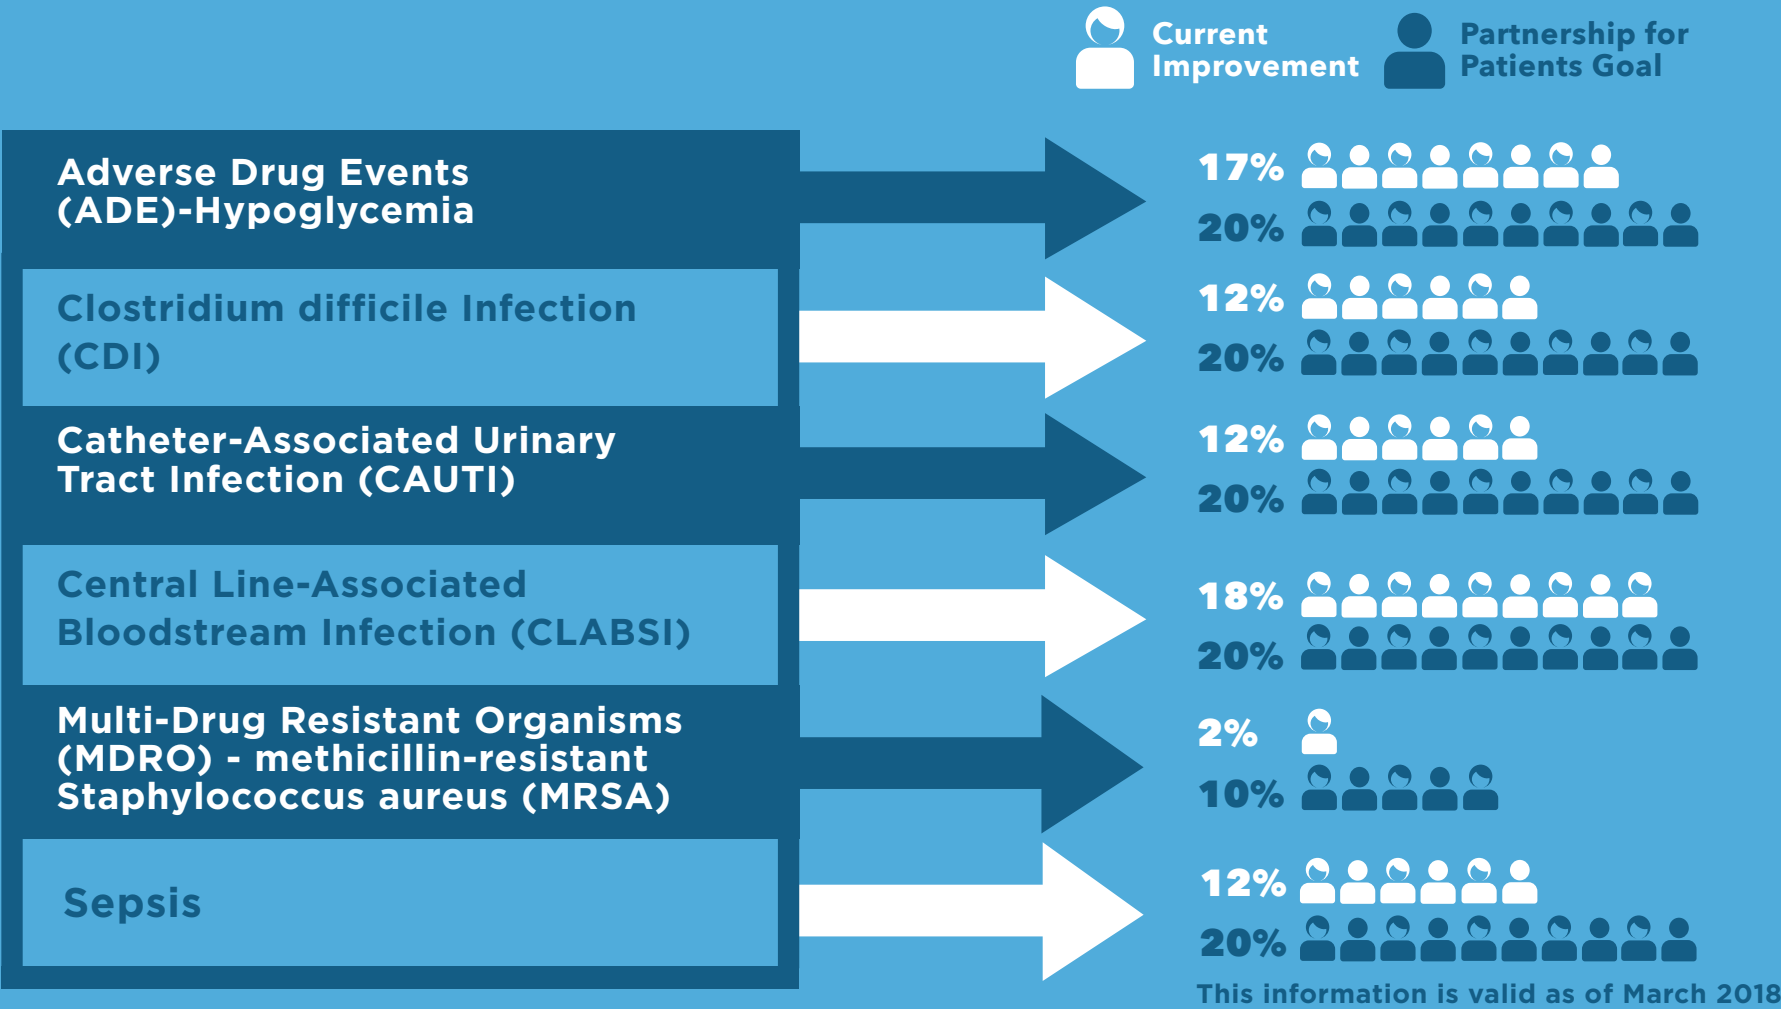 Current
Improvement
Partnership for
Patients Goal
Adverse Drug Events
(ADE)-Hypoglycemia
17%
20%
Clostridium difficile Infection
(CDI)
12%
20%
Catheter-Associated Urinary
Tract Infection (CAUTI)
12%
20%
Central Line-Associated
Bloodstream Infection (CLABSI)
18%
20%
Multi-Drug Resistant Organisms
(MDRO) - methicillin-resistant
Staphylococcus aureus (MRSA)
2%
10%
Sepsis
12%
20%
This information is valid as of March 2018